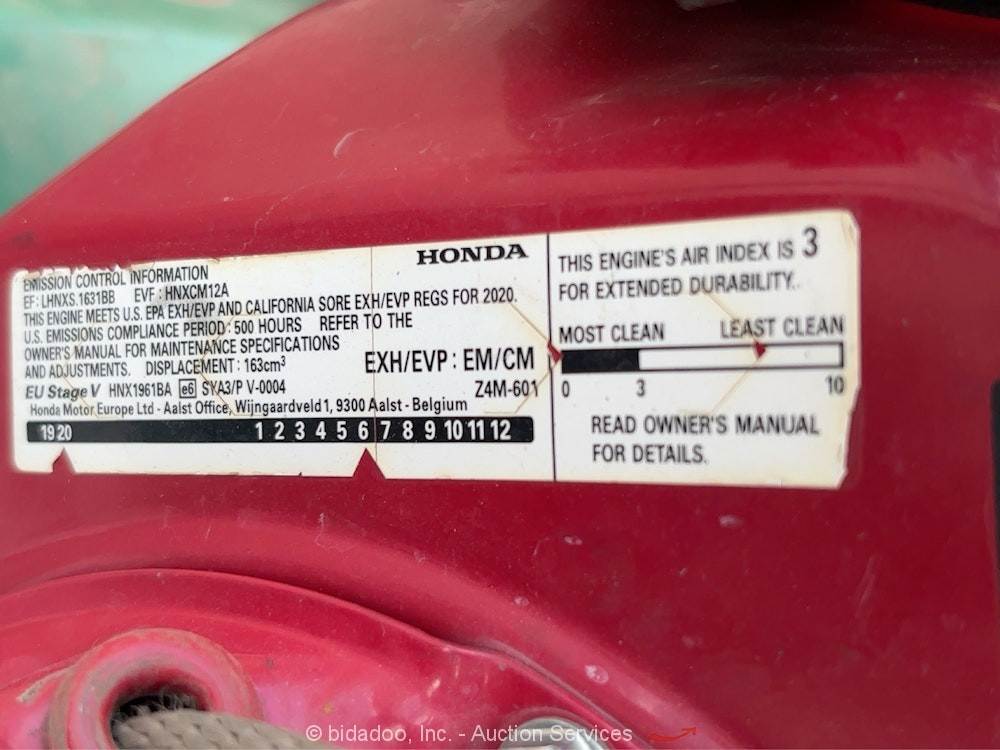 EMISSION CONTROL INFORMATION
HONDA
EF: LHNXS.1631BB EVF: HNXCM12A
THIS ENGINE MEETS U.S. EPA EXH/EVP AND CALIFORNIA SORE EXH/EVP REGS FOR 2020.
U.S. EMISSIONS COMPLIANCE PERIOD: 500 HOURS REFER TO THE
OWNER'S MANUAL FOR MAINTENANCE SPECIFICATIONS
AND ADJUSTMENTS. DISPLACEMENT: 163cm³
EXH/EVP: EM/CM
EU Stage V HNX1961BA e6 SYA3/P V-0004
Z4M-601
Honda Motor Europe Ltd - Aalst Office, Wijngaardveld 1, 9300 Aalst - Belgium
19 20 1 2 3 4 5 6 7 8 9 10 11 12
THIS ENGINE'S AIR INDEX IS 3
FOR EXTENDED DURABILITY.
MOST CLEAN LEAST CLEAN
0 3 10
READ OWNER'S MANUAL
FOR DETAILS.
© bidadoo, Inc. - Auction Services